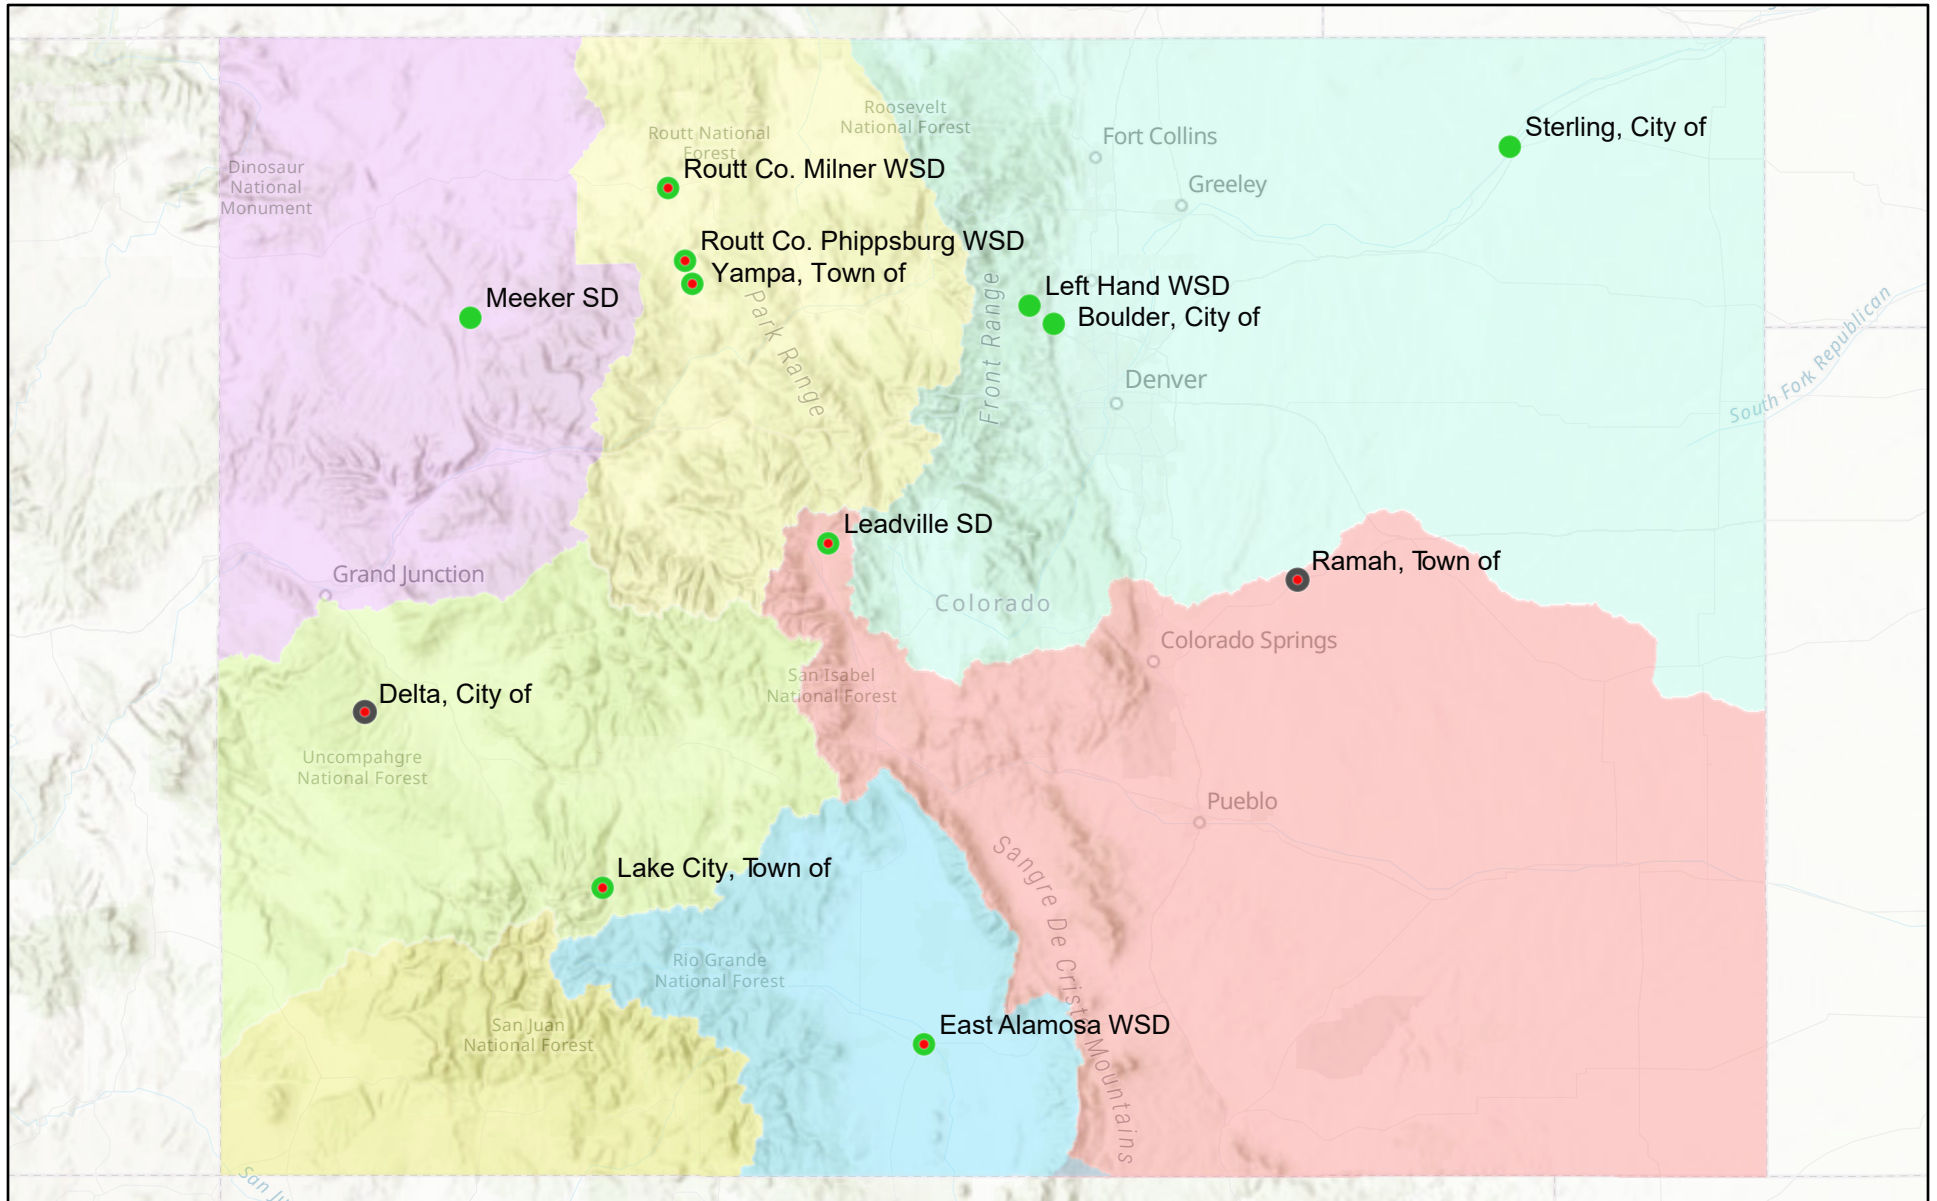 Roosevelt
National Forest
Fort Collins
Sterling, City of
Routt National
Forest
Dinosaur
National
Monument
Routt Co. Milner WSD
Greeley
Routt Co. Phippsburg WSD
Yampa, Town of
Meeker SD
Left Hand WSD
Boulder, City of
Park Range
Front Range
South Fork Republican
Denver
Leadville SD
Ramah, Town of
Grand Junction
Colorado
Colorado Springs
San Isabel
National Forest
Delta, City of
Uncompahgre
National Forest
Pueblo
Lake City, Town of
Sangre De Cristo Mountains
Rio Grande
National Forest
San Juan
National Forest
East Alamosa WSD